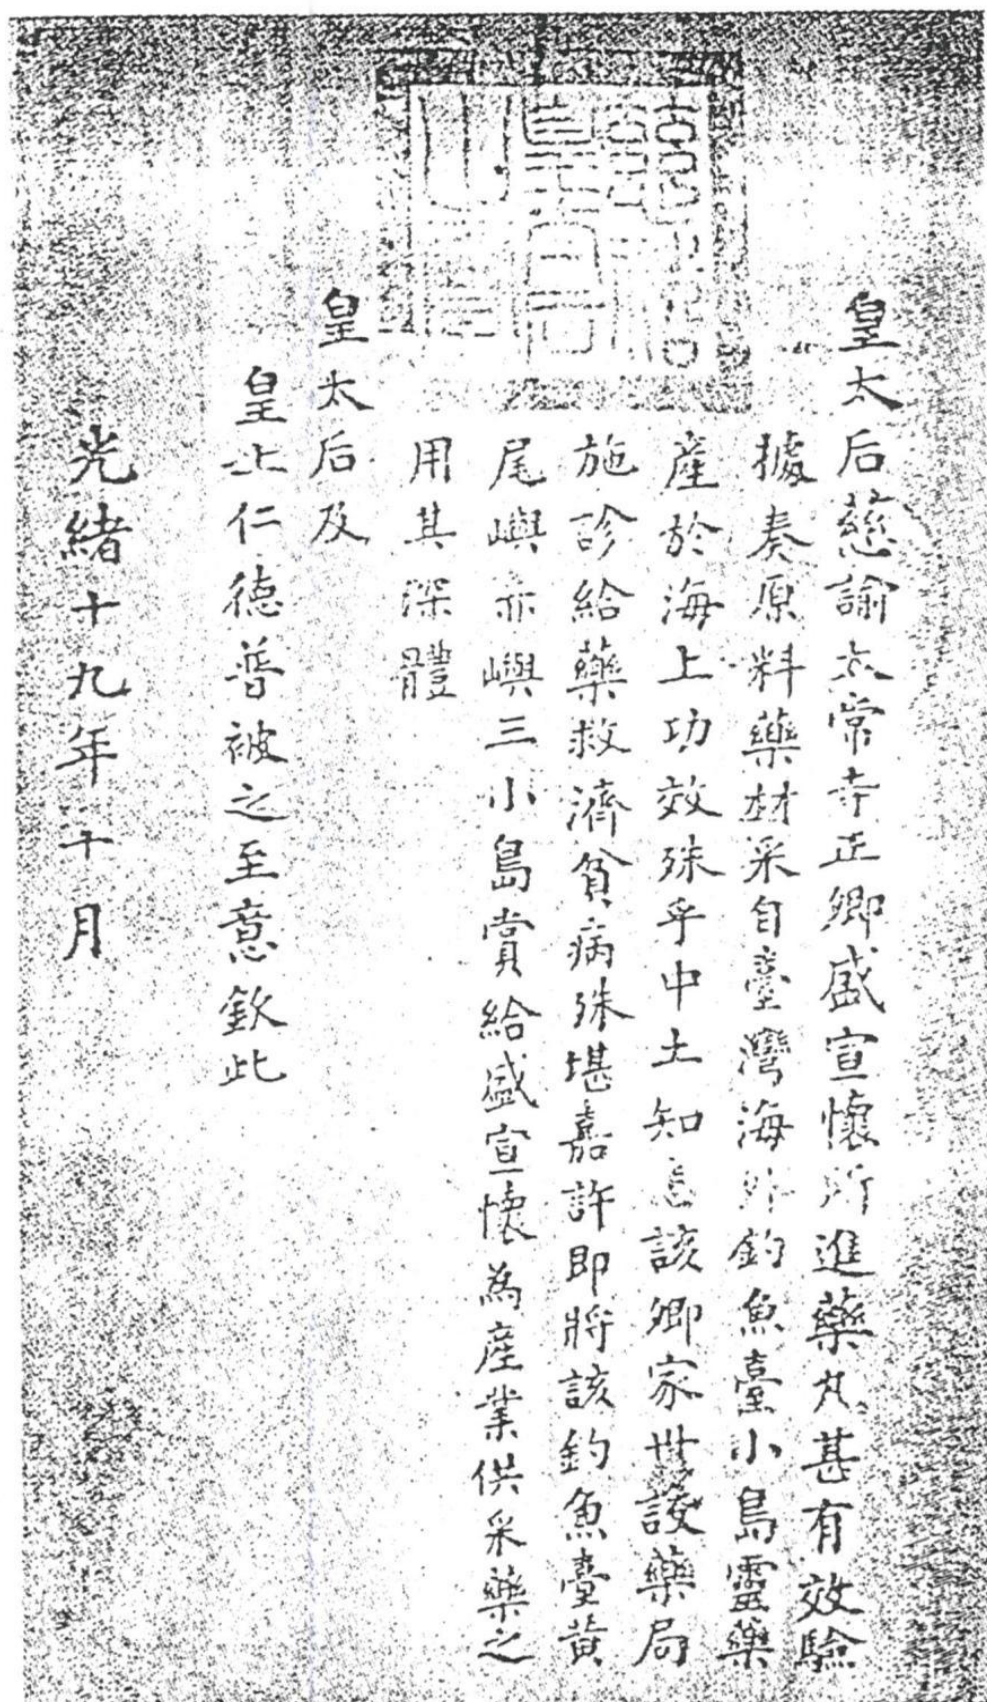 皇太后慈諭太常寺正卿盛宣懷所進藥丸甚有效驗
據奏原料藥材采自臺灣海外釣魚臺小島靈藥
產於海上功效殊乎中土知悉該卿家世設藥局
施診給藥救濟貧病殊堪嘉許即將該釣魚臺黃
尾嶼赤嶼三小島賞給盛宣懷為產業供采藥之
用其深體
皇太后及
皇上仁德普被之至意欽此
光緒十九年十月